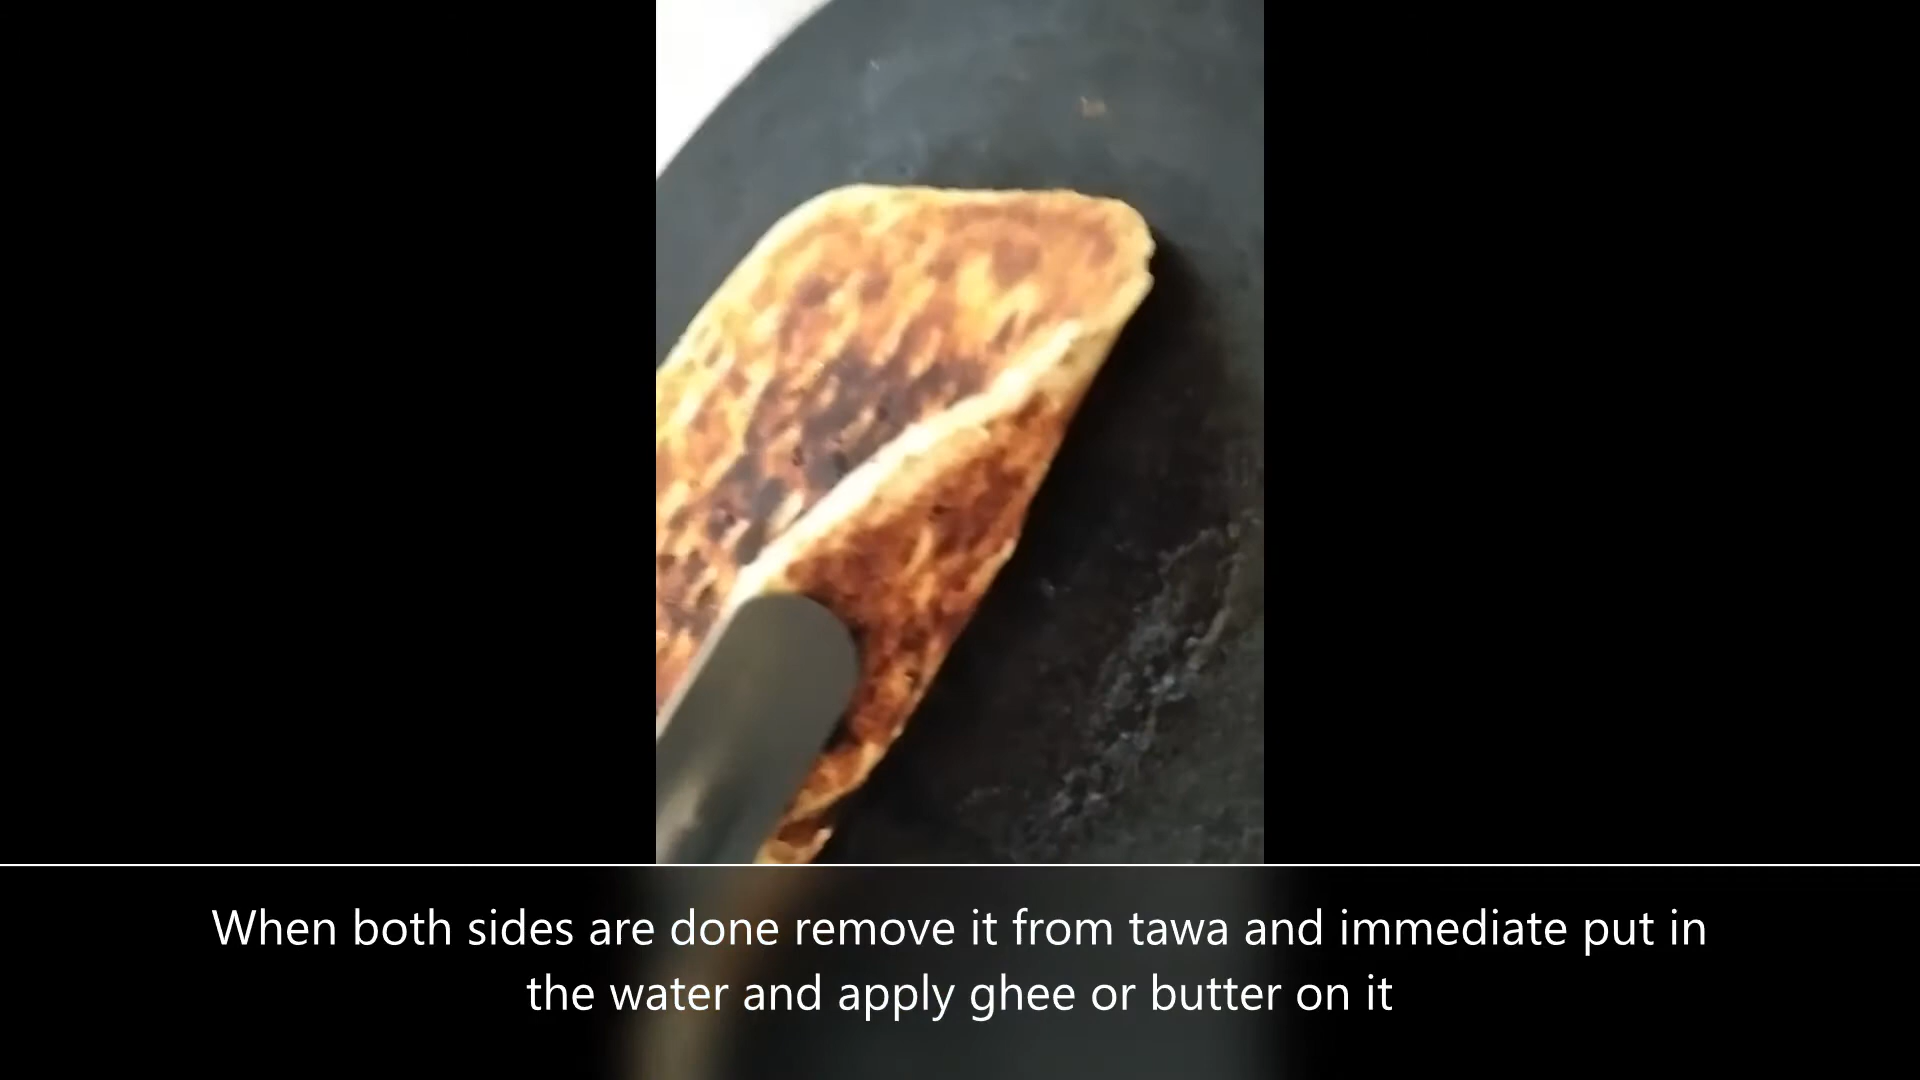 When both sides are done remove it from tawa and immediate put in
the water and apply ghee or butter on it